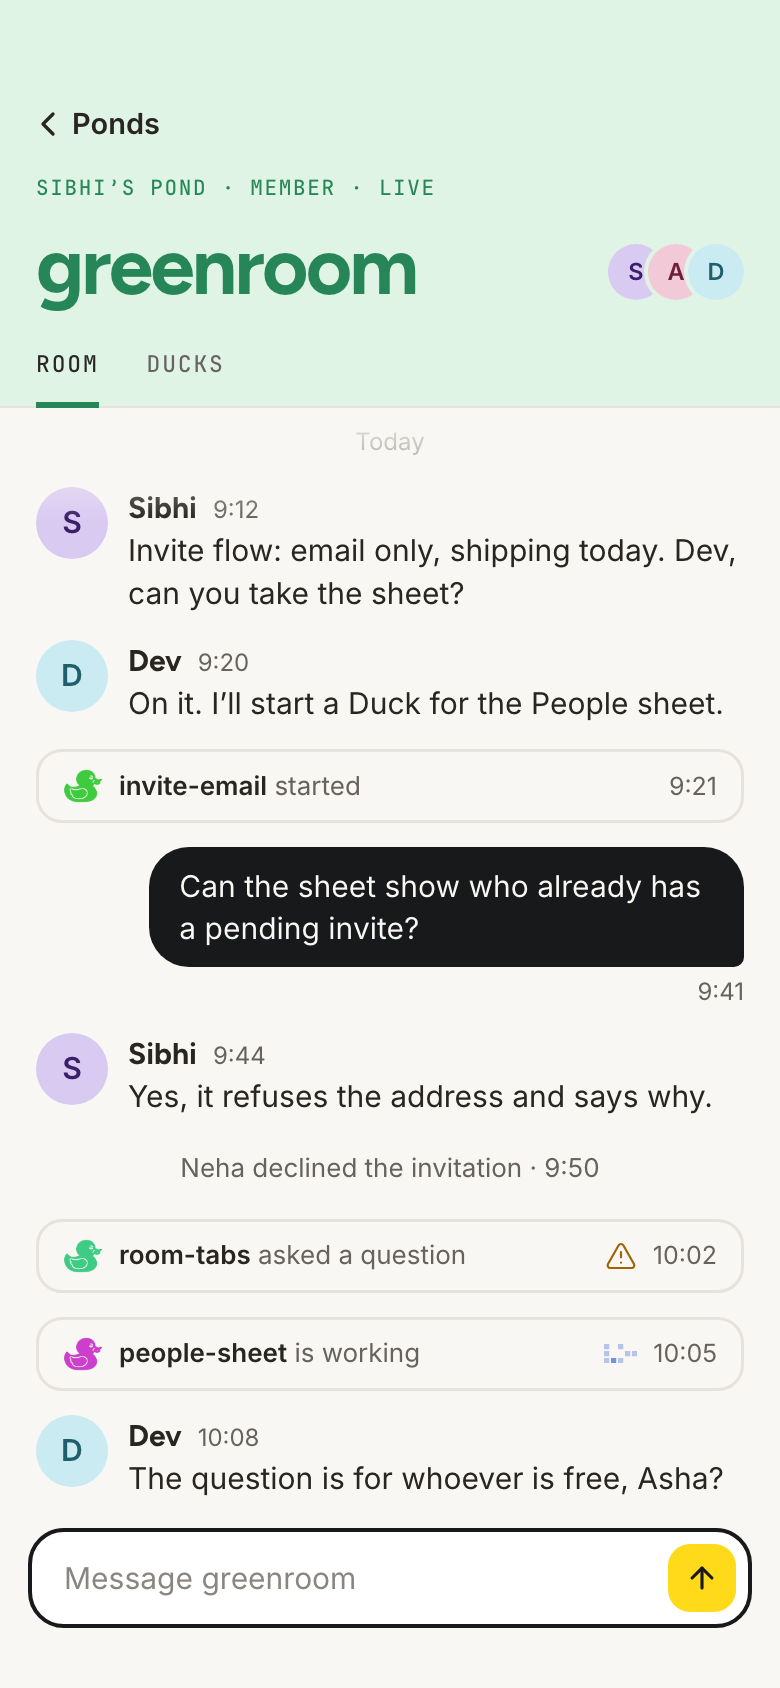 Ponds
SIBHI’S POND · MEMBER · LIVE
greenroom
S A D
ROOM DUCKS
Today
S
Sibhi 9:12
Invite flow: email only, shipping today. Dev,
can you take the sheet?
D
Dev 9:20
On it. I’ll start a Duck for the People sheet.
invite-email started 9:21
Can the sheet show who already has
a pending invite?
9:41
S
Sibhi 9:44
Yes, it refuses the address and says why.
Neha declined the invitation · 9:50
room-tabs asked a question 10:02
people-sheet is working 10:05
D
Dev 10:08
The question is for whoever is free, Asha?
Message greenroom